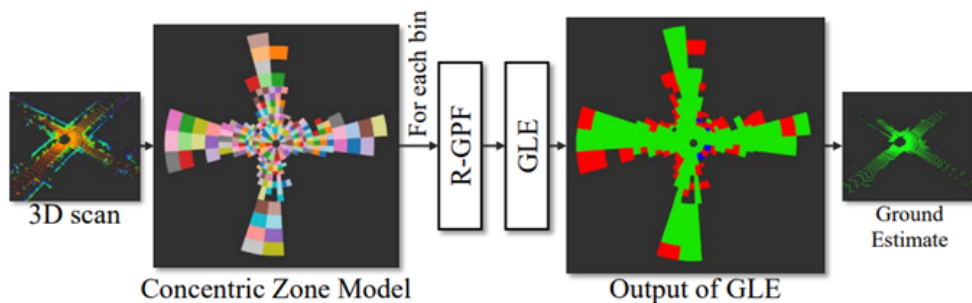 3D scan
Concentric Zone Model
For each bin
R-GPF
GLE
Output of GLE
Ground
Estimate